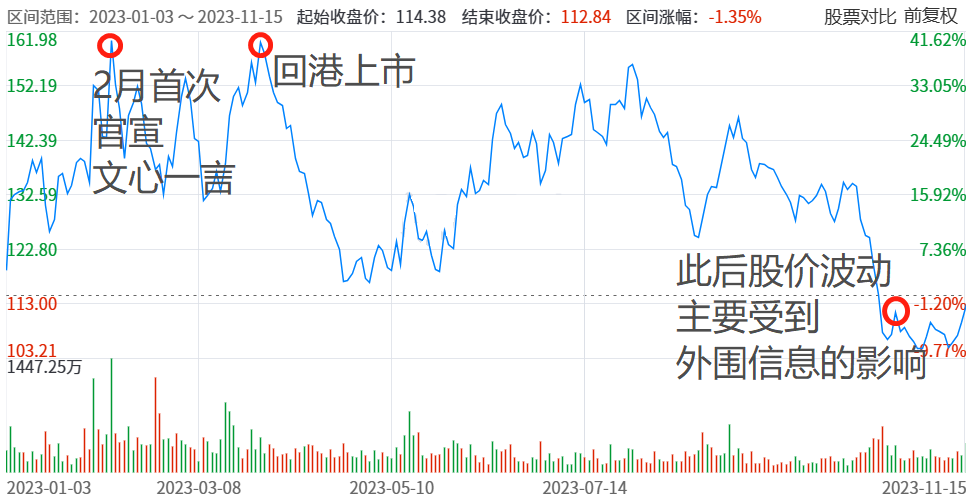 区间范围: 2023-01-03 ～ 2023-11-15 起始收盘价: 114.38 结束收盘价: 112.84 区间涨幅: -1.35% 股票对比 前复权
161.98 41.62%
回港上市
2月首次
152.19 33.05%
官宣
142.39 24.49%
文心一言
132.59 15.92%
122.80 7.36%
此后股价波动
113.00 -1.20%
主要受到
103.21 -9.77%
外围信息的影响
1447.25万
2023-01-03 2023-03-08 2023-05-10 2023-07-14 2023-11-15